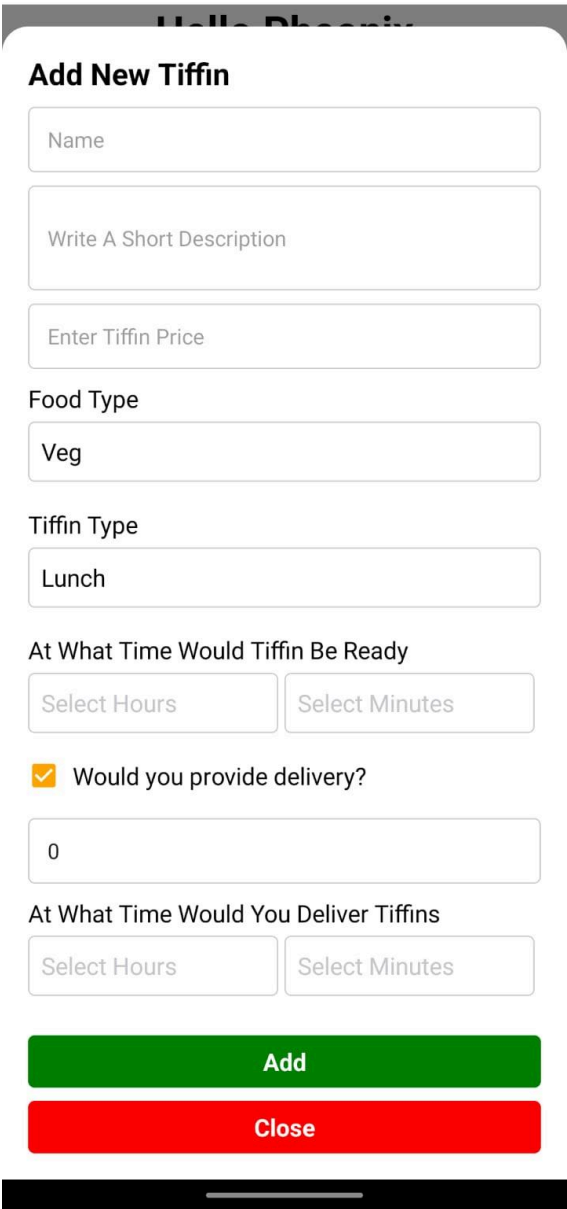 Add New Tiffin
Name
Write A Short Description
Enter Tiffin Price
Food Type
Veg
Tiffin Type
Lunch
At What Time Would Tiffin Be Ready
Select Hours Select Minutes
Would you provide delivery?
0
At What Time Would You Deliver Tiffins
Select Hours Select Minutes
Add
Close